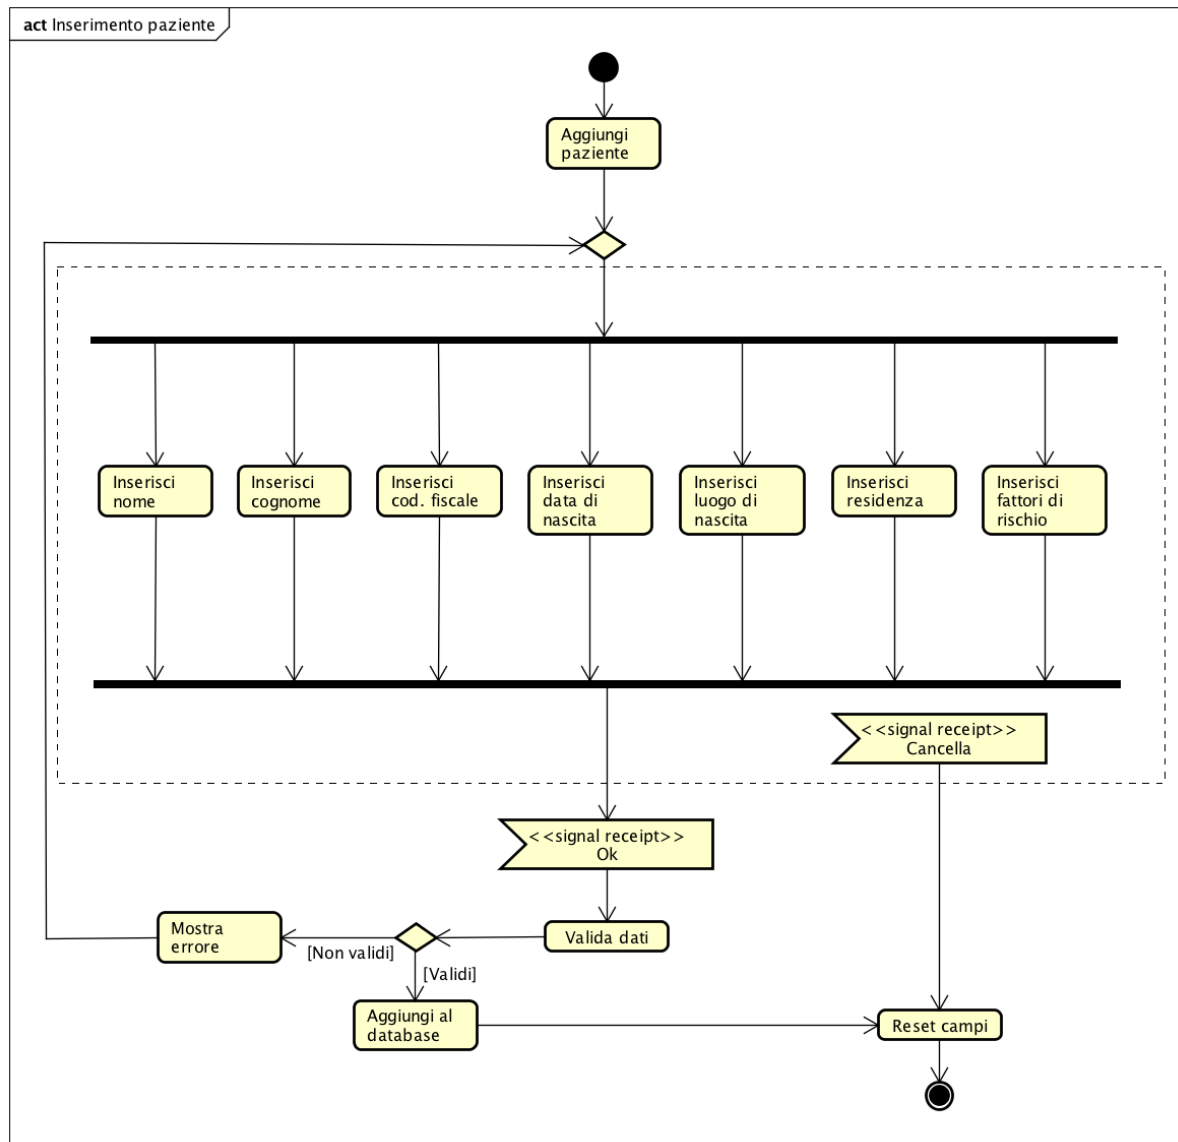 act Inserimento paziente
Aggiungi
paziente
Inserisci
nome
Inserisci
cognome
Inserisci
cod. fiscale
Inserisci
data di
nascita
Inserisci
luogo di
nascita
Inserisci
residenza
Inserisci
fattori di
rischio
<<signal receipt>>
Cancella
<<signal receipt>>
Ok
Valida dati
Mostra
errore
[Non validi]
[Validi]
Aggiungi al
database
Reset campi